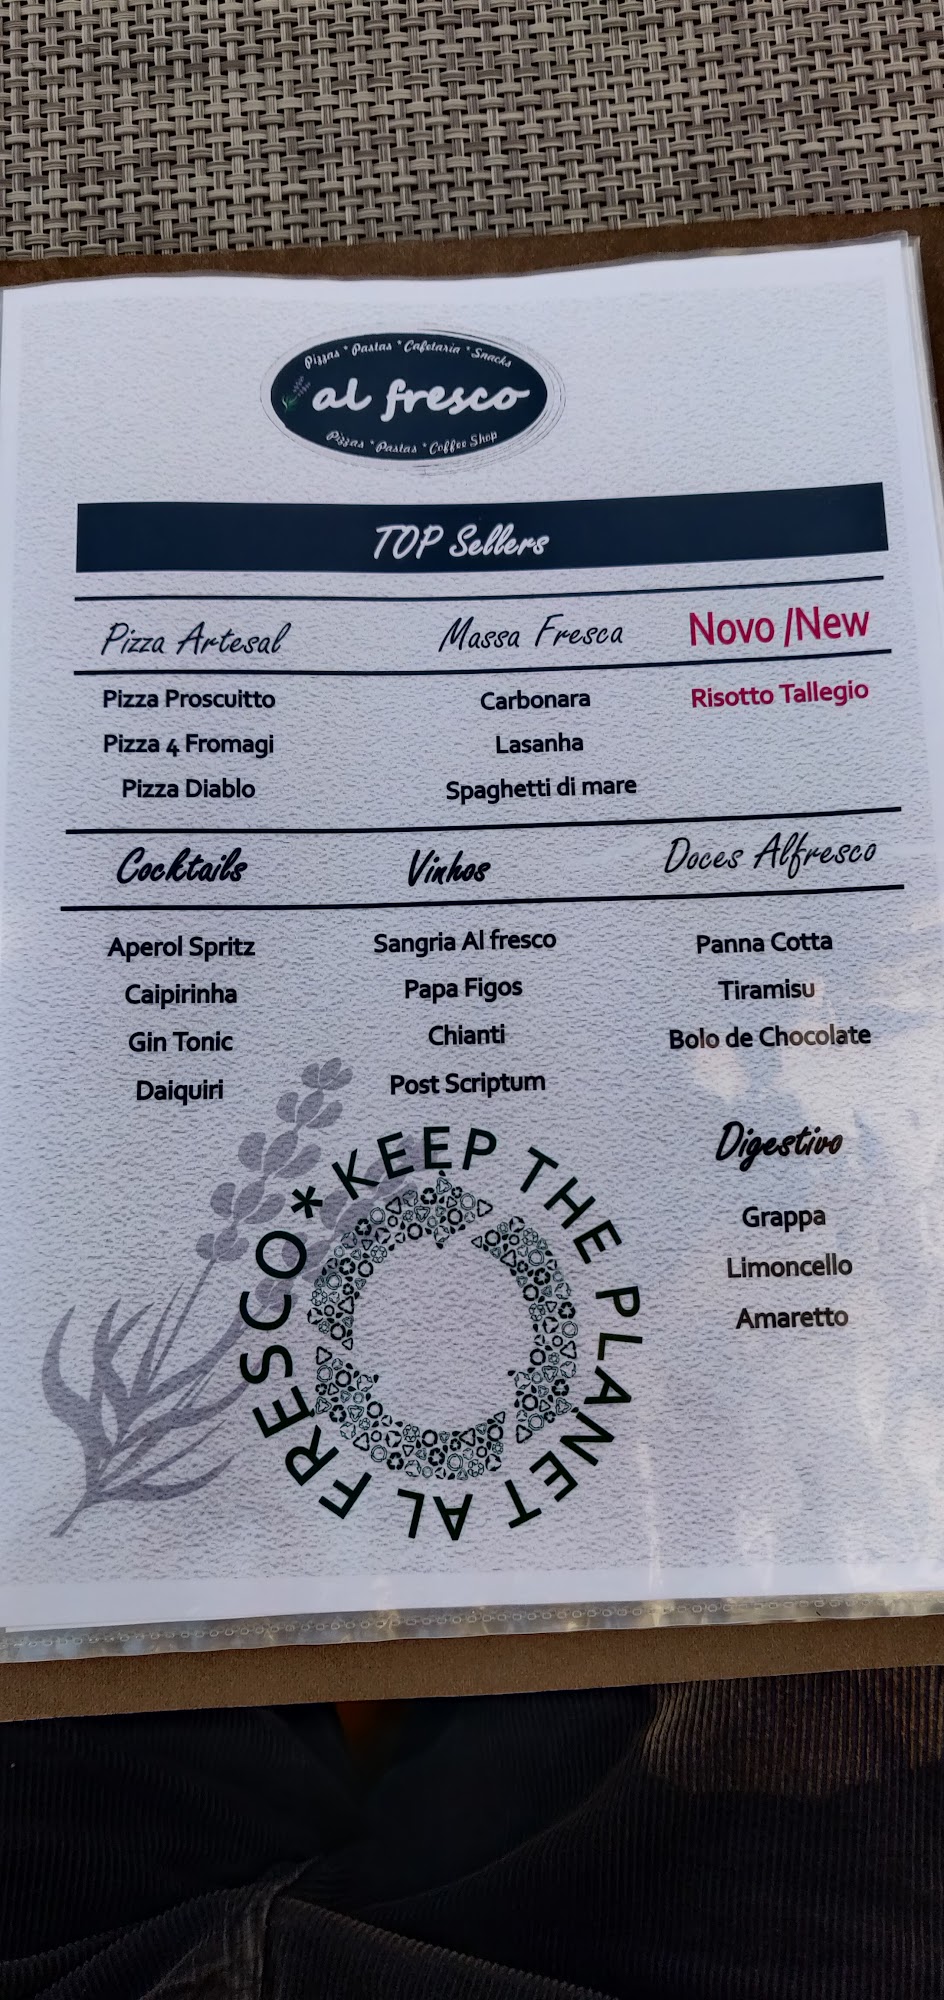 Pizzas * Pastas * Cafetaria * Snacks
al fresco
Pizzas * Pastas * Coffee Shop
TOP Sellers
Pizza Artesal Massa Fresca Novo /New
Pizza Proscuitto Carbonara Risotto Tallegio
Pizza 4 Fromagi Lasanha
Pizza Diablo Spaghetti di mare
Cocktails Vinhos Doces Alfresco
Aperol Spritz Sangria Al fresco Panna Cotta
Caipirinha Papa Figos Tiramisu
Gin Tonic Chianti Bolo de Chocolate
Daiquiri Post Scriptum
Digestivo
Grappa
Limoncello
Amaretto
KEEP THE PLANET AL FRESCO*